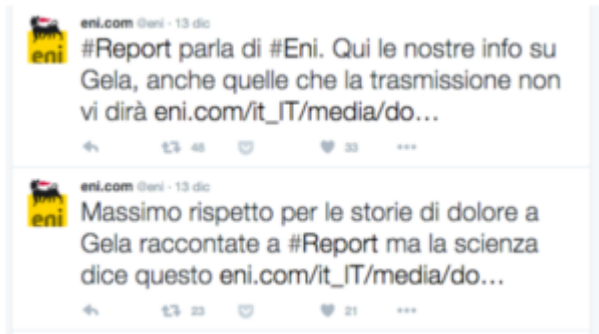 eni.com @eni · 13 dic
#Report parla di #Eni. Qui le nostre info su
Gela, anche quelle che la trasmissione non
vi dirà eni.com/it_IT/media/do...
48 33
eni
eni.com @eni · 13 dic
Massimo rispetto per le storie di dolore a
Gela raccontate a #Report ma la scienza
dice questo eni.com/it_IT/media/do...
23 21
eni